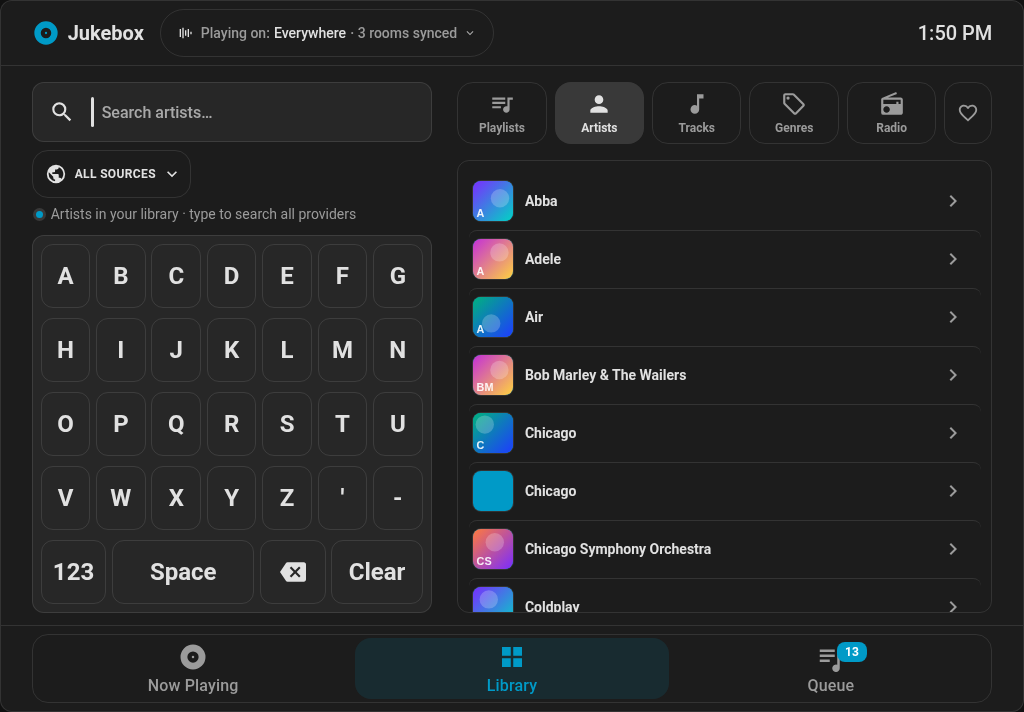 Jukebox
Playing on: Everywhere · 3 rooms synced
1:50 PM
Search artists…
ALL SOURCES
Artists in your library · type to search all providers
A B C D E F G
H I J K L M N
O P Q R S T U
V W X Y Z ' -
123 Space Clear
Playlists
Artists
Tracks
Genres
Radio
A
Abba
A
Adele
A
Air
BM
Bob Marley & The Wailers
C
Chicago
Chicago
CS
Chicago Symphony Orchestra
Coldplay
Now Playing
Library
13
Queue